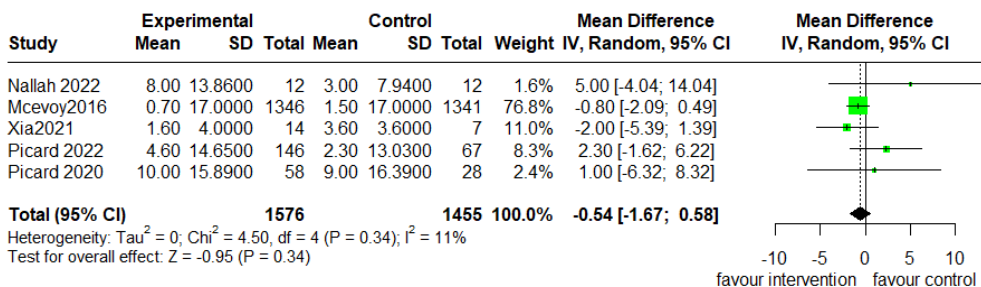 Experimental Control Mean Difference Mean Difference
Study Mean SD Total Mean SD Total Weight IV, Random, 95% CI IV, Random, 95% CI
Nallah 2022 8.00 13.8600 12 3.00 7.9400 12 1.6% 5.00 [-4.04; 14.04]
Mcevoy2016 0.70 17.0000 1346 1.50 17.0000 1341 76.8% -0.80 [-2.09; 0.49]
Xia2021 1.60 4.0000 14 3.60 3.6000 7 11.0% -2.00 [-5.39; 1.39]
Picard 2022 4.60 14.6500 146 2.30 13.0300 67 8.3% 2.30 [-1.62; 6.22]
Picard 2020 10.00 15.8900 58 9.00 16.3900 28 2.4% 1.00 [-6.32; 8.32]
Total (95% CI) 1576 1455 100.0% -0.54 [-1.67; 0.58]
Heterogeneity: Tau² = 0; Chi² = 4.50, df = 4 (P = 0.34); I² = 11%
Test for overall effect: Z = -0.95 (P = 0.34)
-10 -5 0 5 10
favour intervention favour control